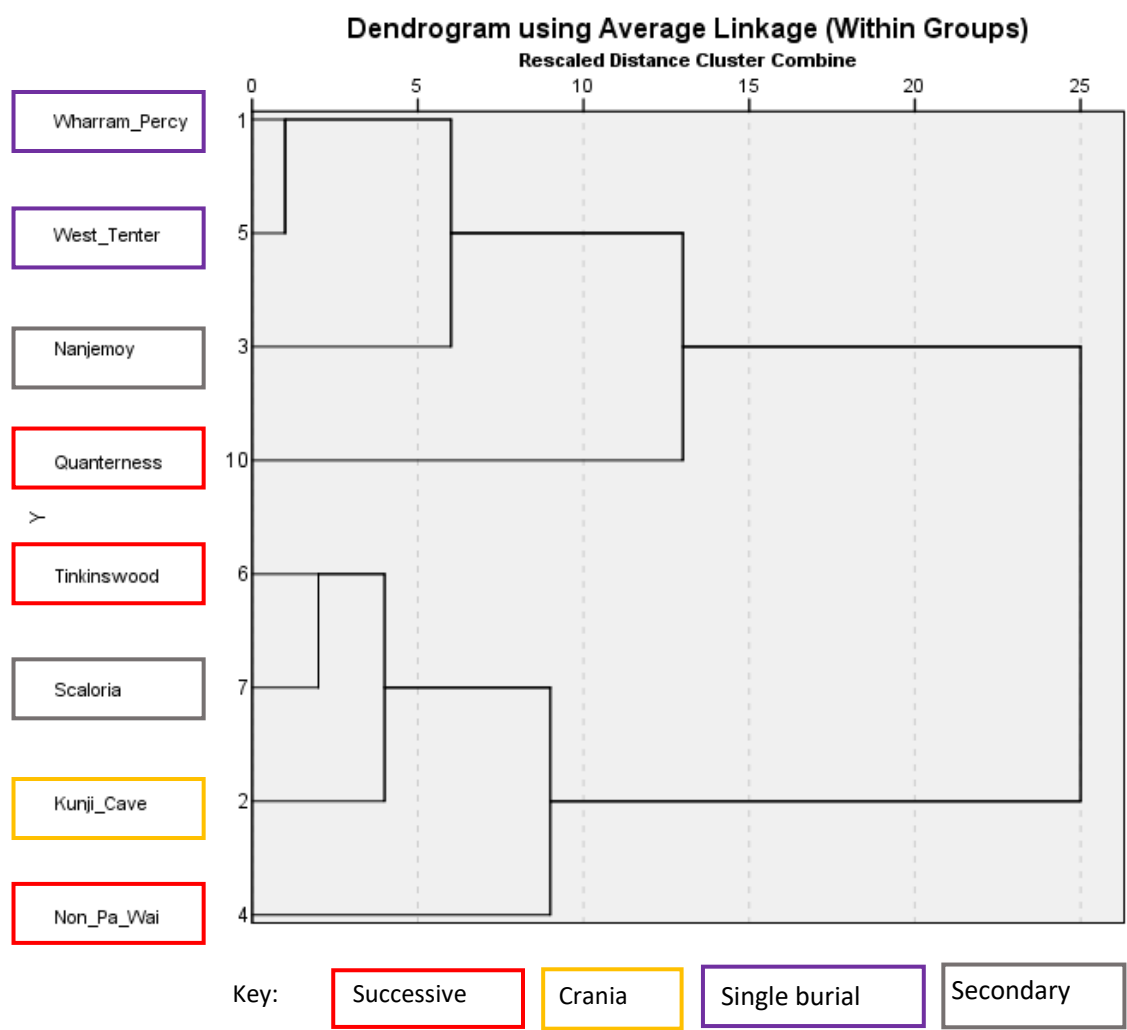 Dendrogram using Average Linkage (Within Groups)
Rescaled Distance Cluster Combine
0 5 10 15 20 25
Wharram_Percy 1
West_Tenter 5
Nanjemoy 3
Quanterness 10
Y
Tinkinswood 6
Scaloria 7
Kunji_Cave 2
Non_Pa_Wai 4
Key: Successive Crania Single burial Secondary